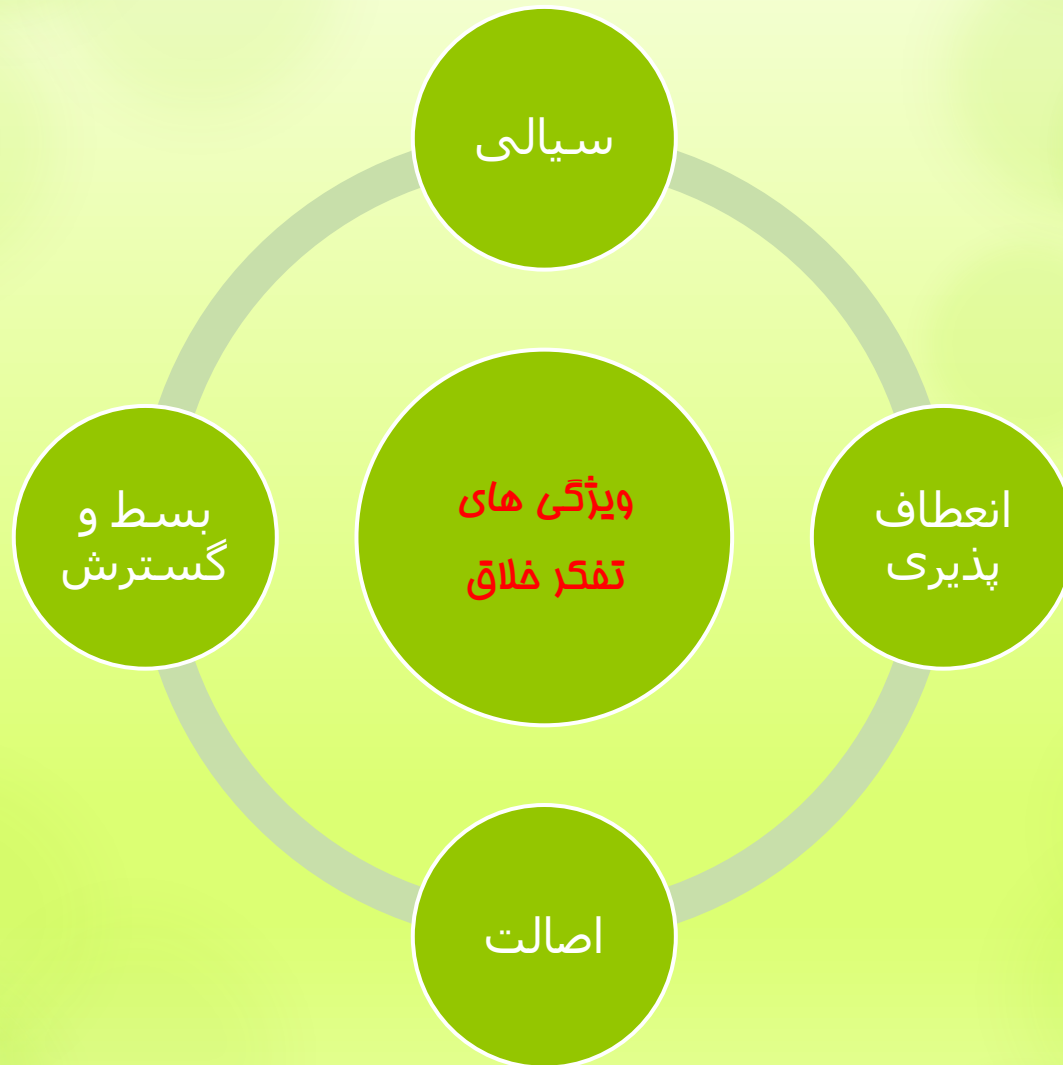 سیالی
انعطاف
پذیری
ویژگی های
تفکر خلاق
بسط و
گسترش
اصالت